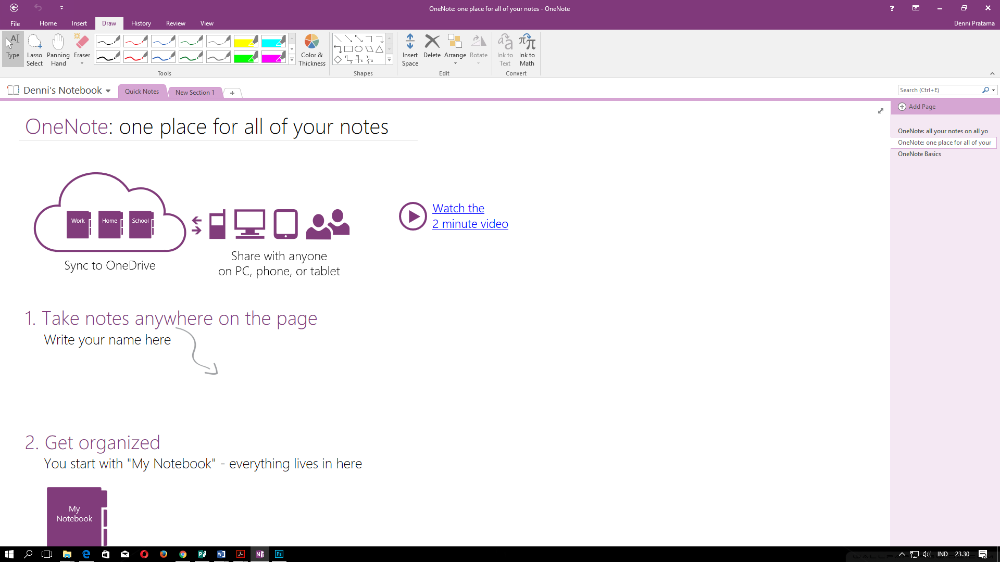 OneNote: one place for all of your notes - OneNote
File
Home
Insert
Draw
History
Review
View
Denni Pratama
Type
Lasso
Select
Panning
Hand
Eraser
Color &
Thickness
Insert
Space
Delete
Arrange
Rotate
Ink to
Text
Ink to
Math
Tools
Shapes
Edit
Convert
Denni's Notebook
Quick Notes
New Section 1
Search (Ctrl+E)
Add Page
OneNote: all your notes on all yo
OneNote: one place for all of your
OneNote Basics
OneNote: one place for all of your notes
Work
Home
School
Watch the
2 minute video
Sync to OneDrive
Share with anyone
on PC, phone, or tablet
1. Take notes anywhere on the page
Write your name here
2. Get organized
You start with "My Notebook" - everything lives in here
My
Notebook
IND
23.30